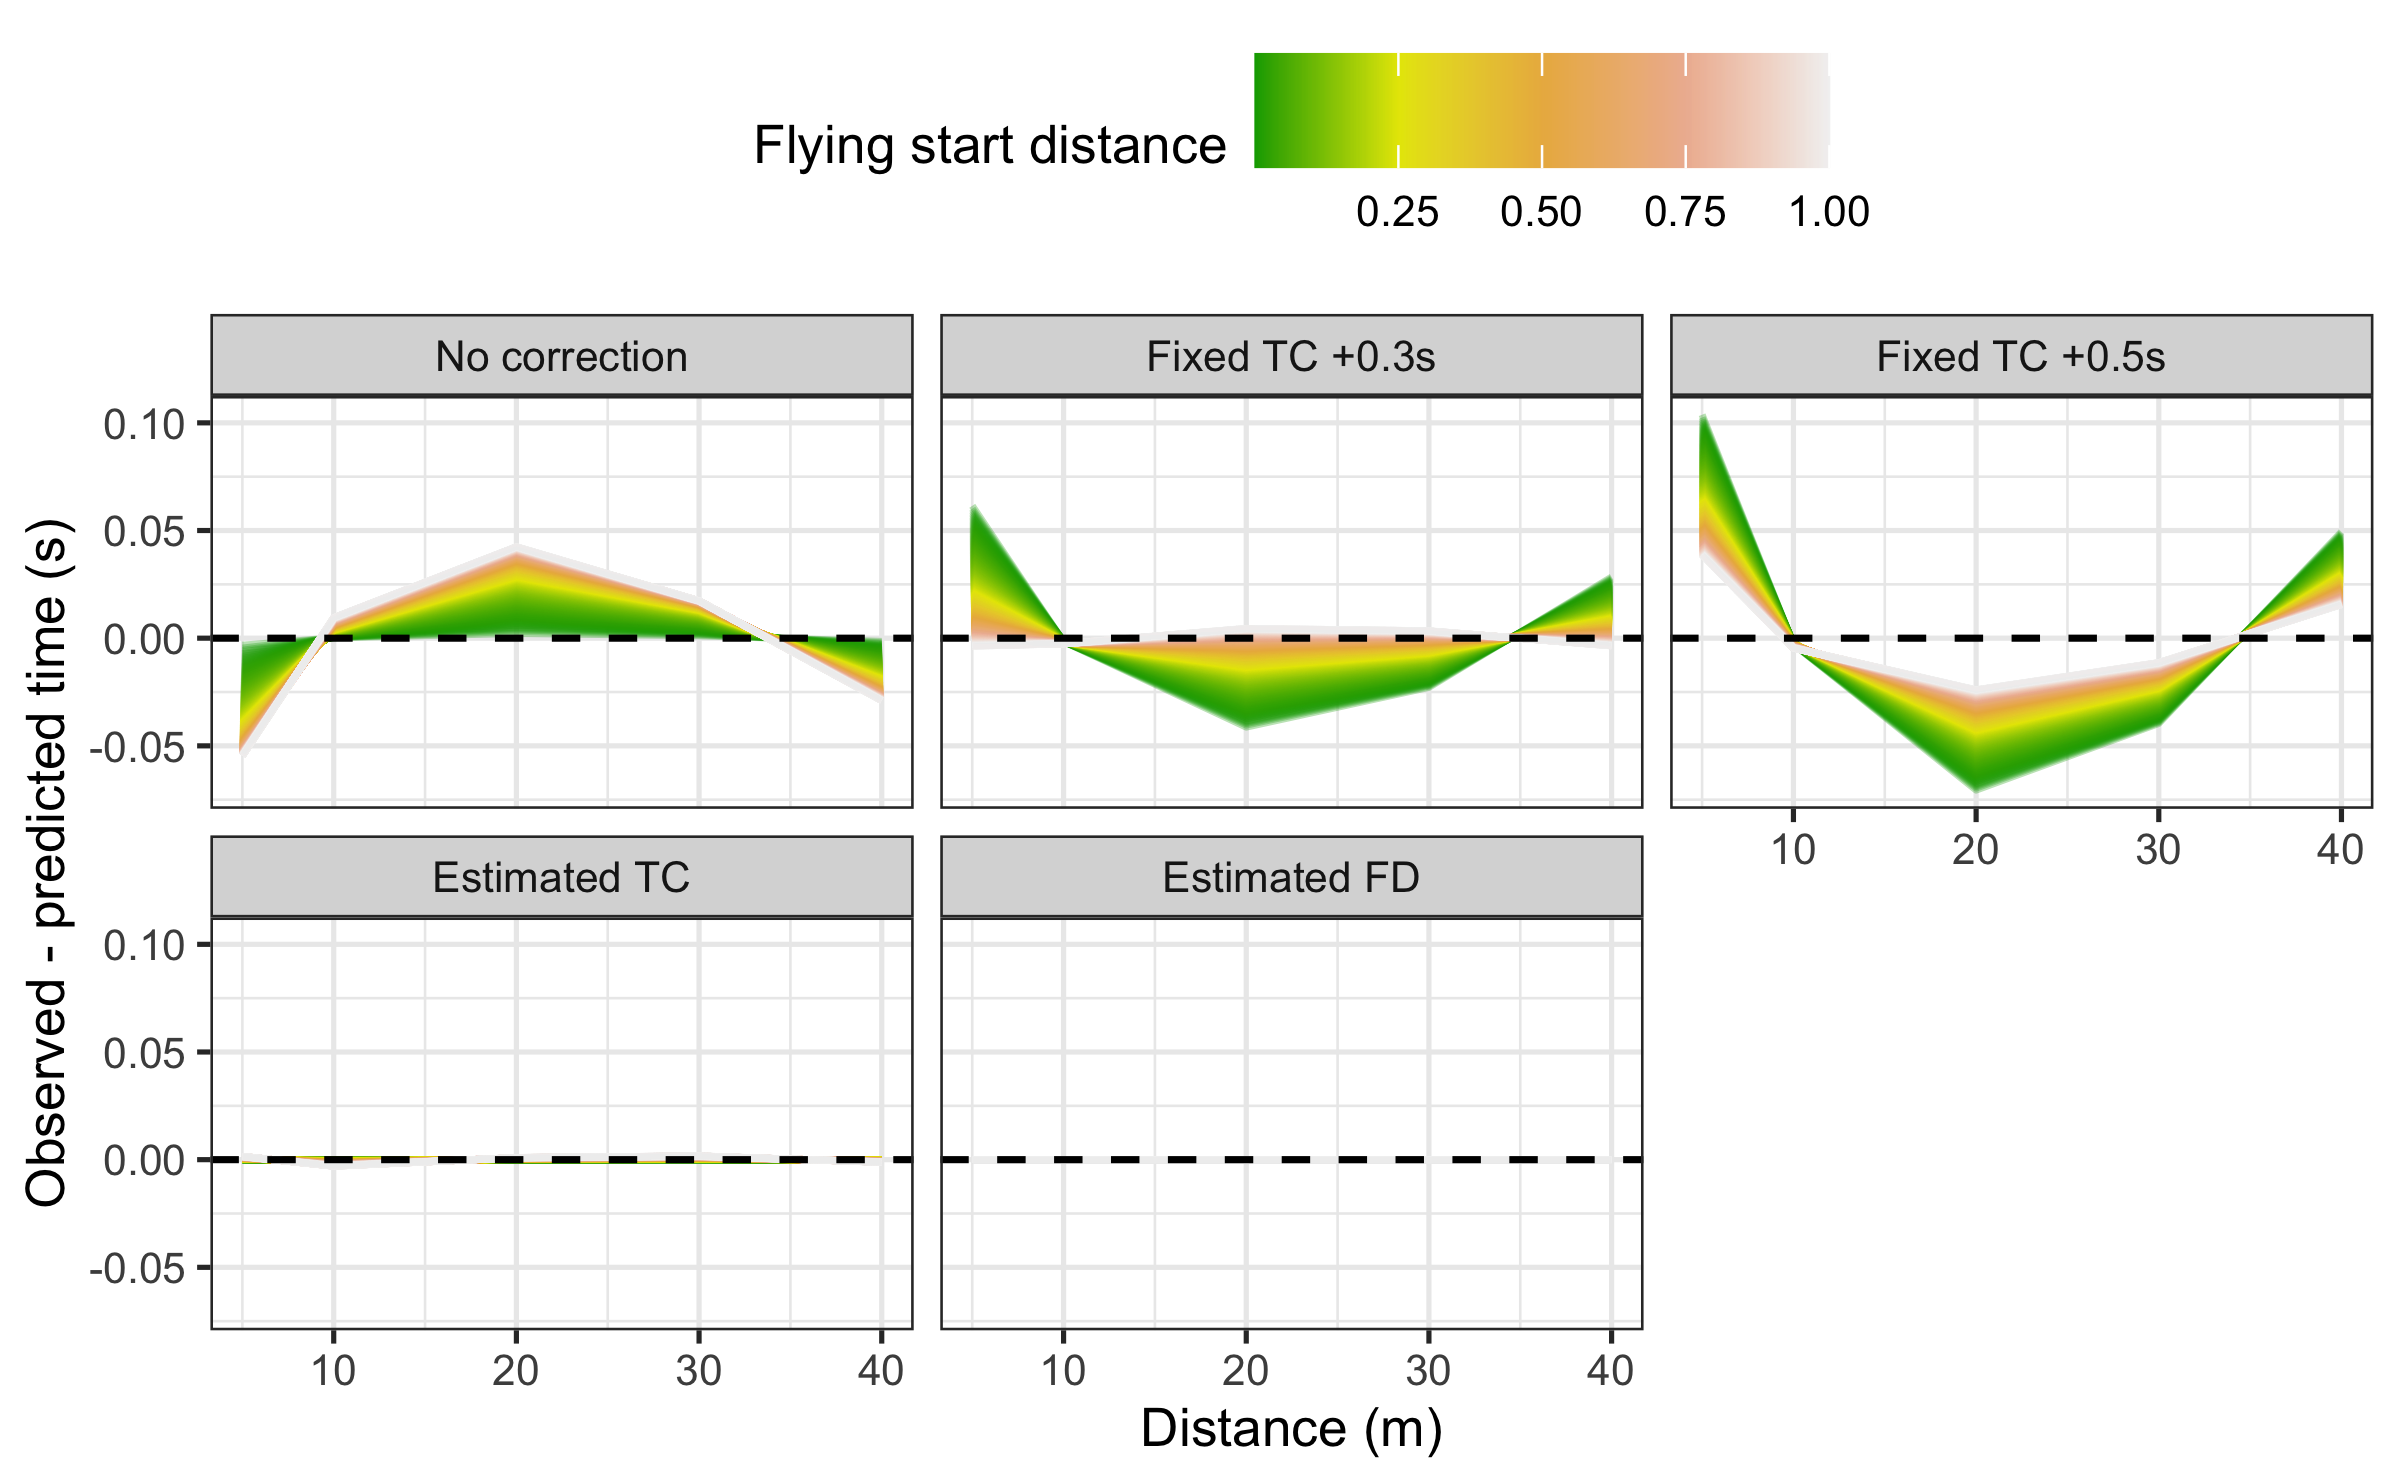 Flying start distance
0.25 0.50 0.75 1.00
No correction Fixed TC +0.3s Fixed TC +0.5s
0.10
0.05
0.00
-0.05
10 20 30 40
Observed - predicted time (s)
Estimated TC Estimated FD
0.10
0.05
0.00
-0.05
10 20 30 40 10 20 30 40
Distance (m)